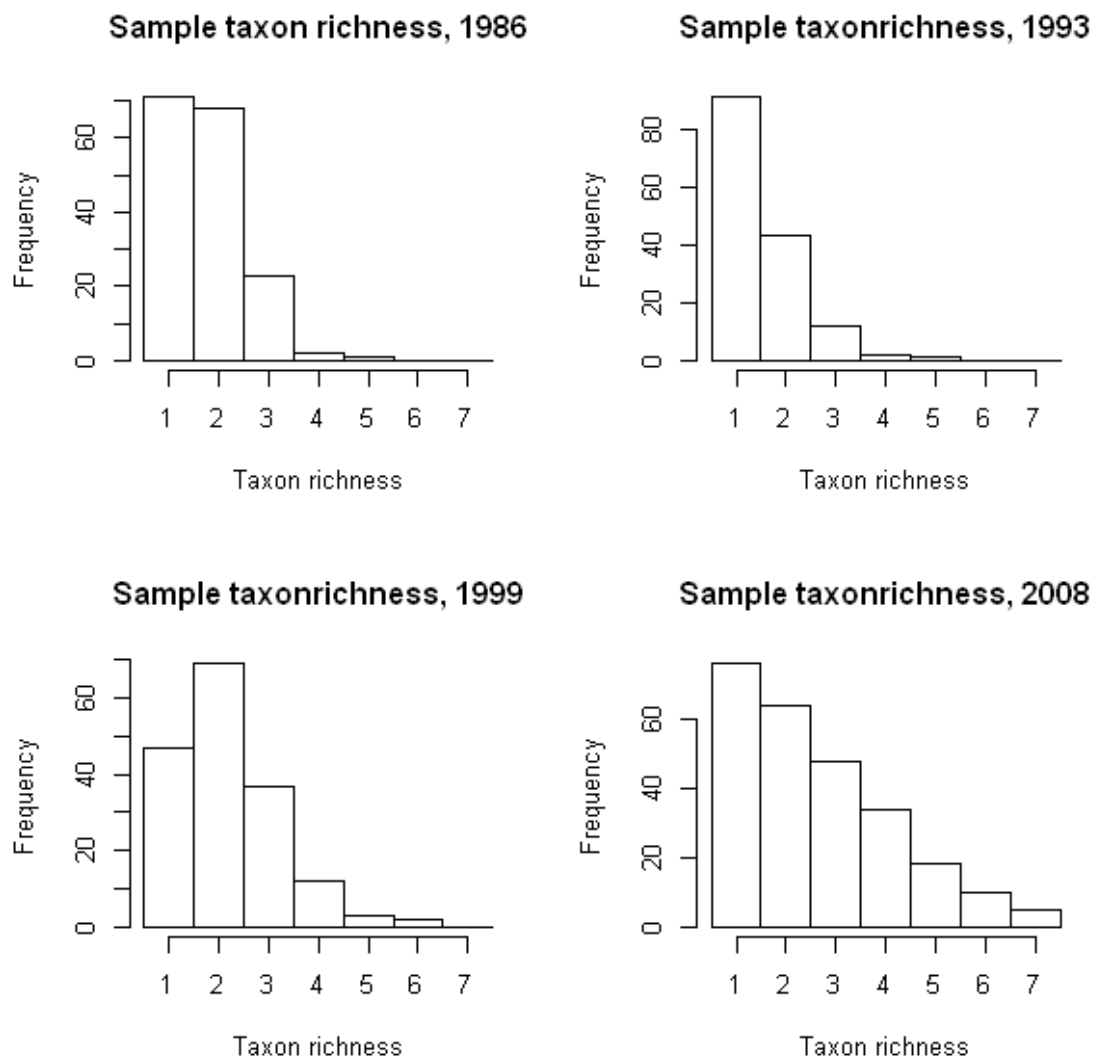 Sample taxon richness, 1986
Frequency
0 20 40 60
1 2 3 4 5 6 7
Taxon richness
Sample taxonrichness, 1993
Frequency
0 20 40 60 80
1 2 3 4 5 6 7
Taxon richness
Sample taxonrichness, 1999
Frequency
0 20 40 60
1 2 3 4 5 6 7
Taxon richness
Sample taxonrichness, 2008
Frequency
0 20 40 60
1 2 3 4 5 6 7
Taxon richness